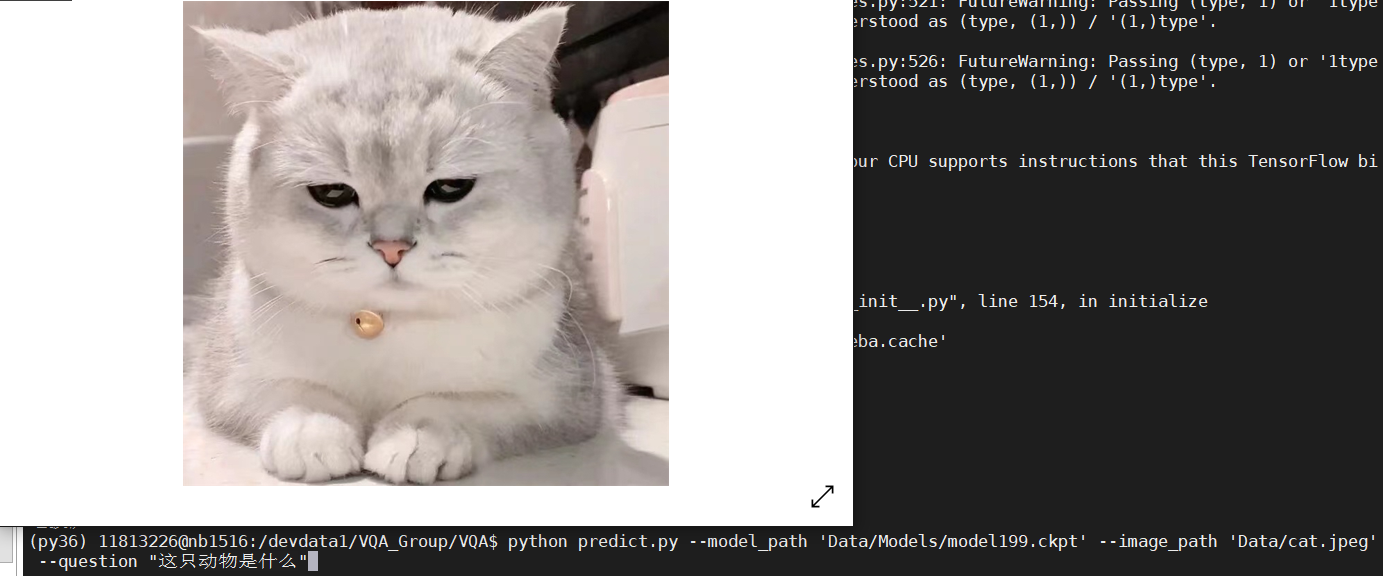 es.py:521: FutureWarning: Passing (type, 1) or '1type
erstood as (type, (1,)) / '(1,)type'.
es.py:526: FutureWarning: Passing (type, 1) or '1type
erstood as (type, (1,)) / '(1,)type'.
our CPU supports instructions that this TensorFlow bi
_init__.py", line 154, in initialize
eba.cache'
(py36) 11813226@nb1516:/devdata1/VQA_Group/VQA$ python predict.py --model_path 'Data/Models/model199.ckpt' --image_path 'Data/cat.jpeg'
--question "这只动物是什么"